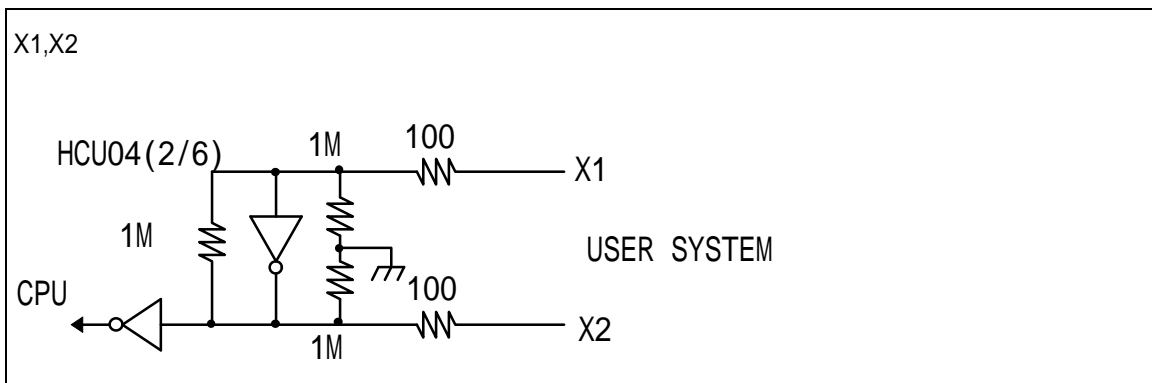 X1,X2
100
1M
HCU04(2/6)
X1
1M
USER SYSTEM
100
CPU
X2
1M